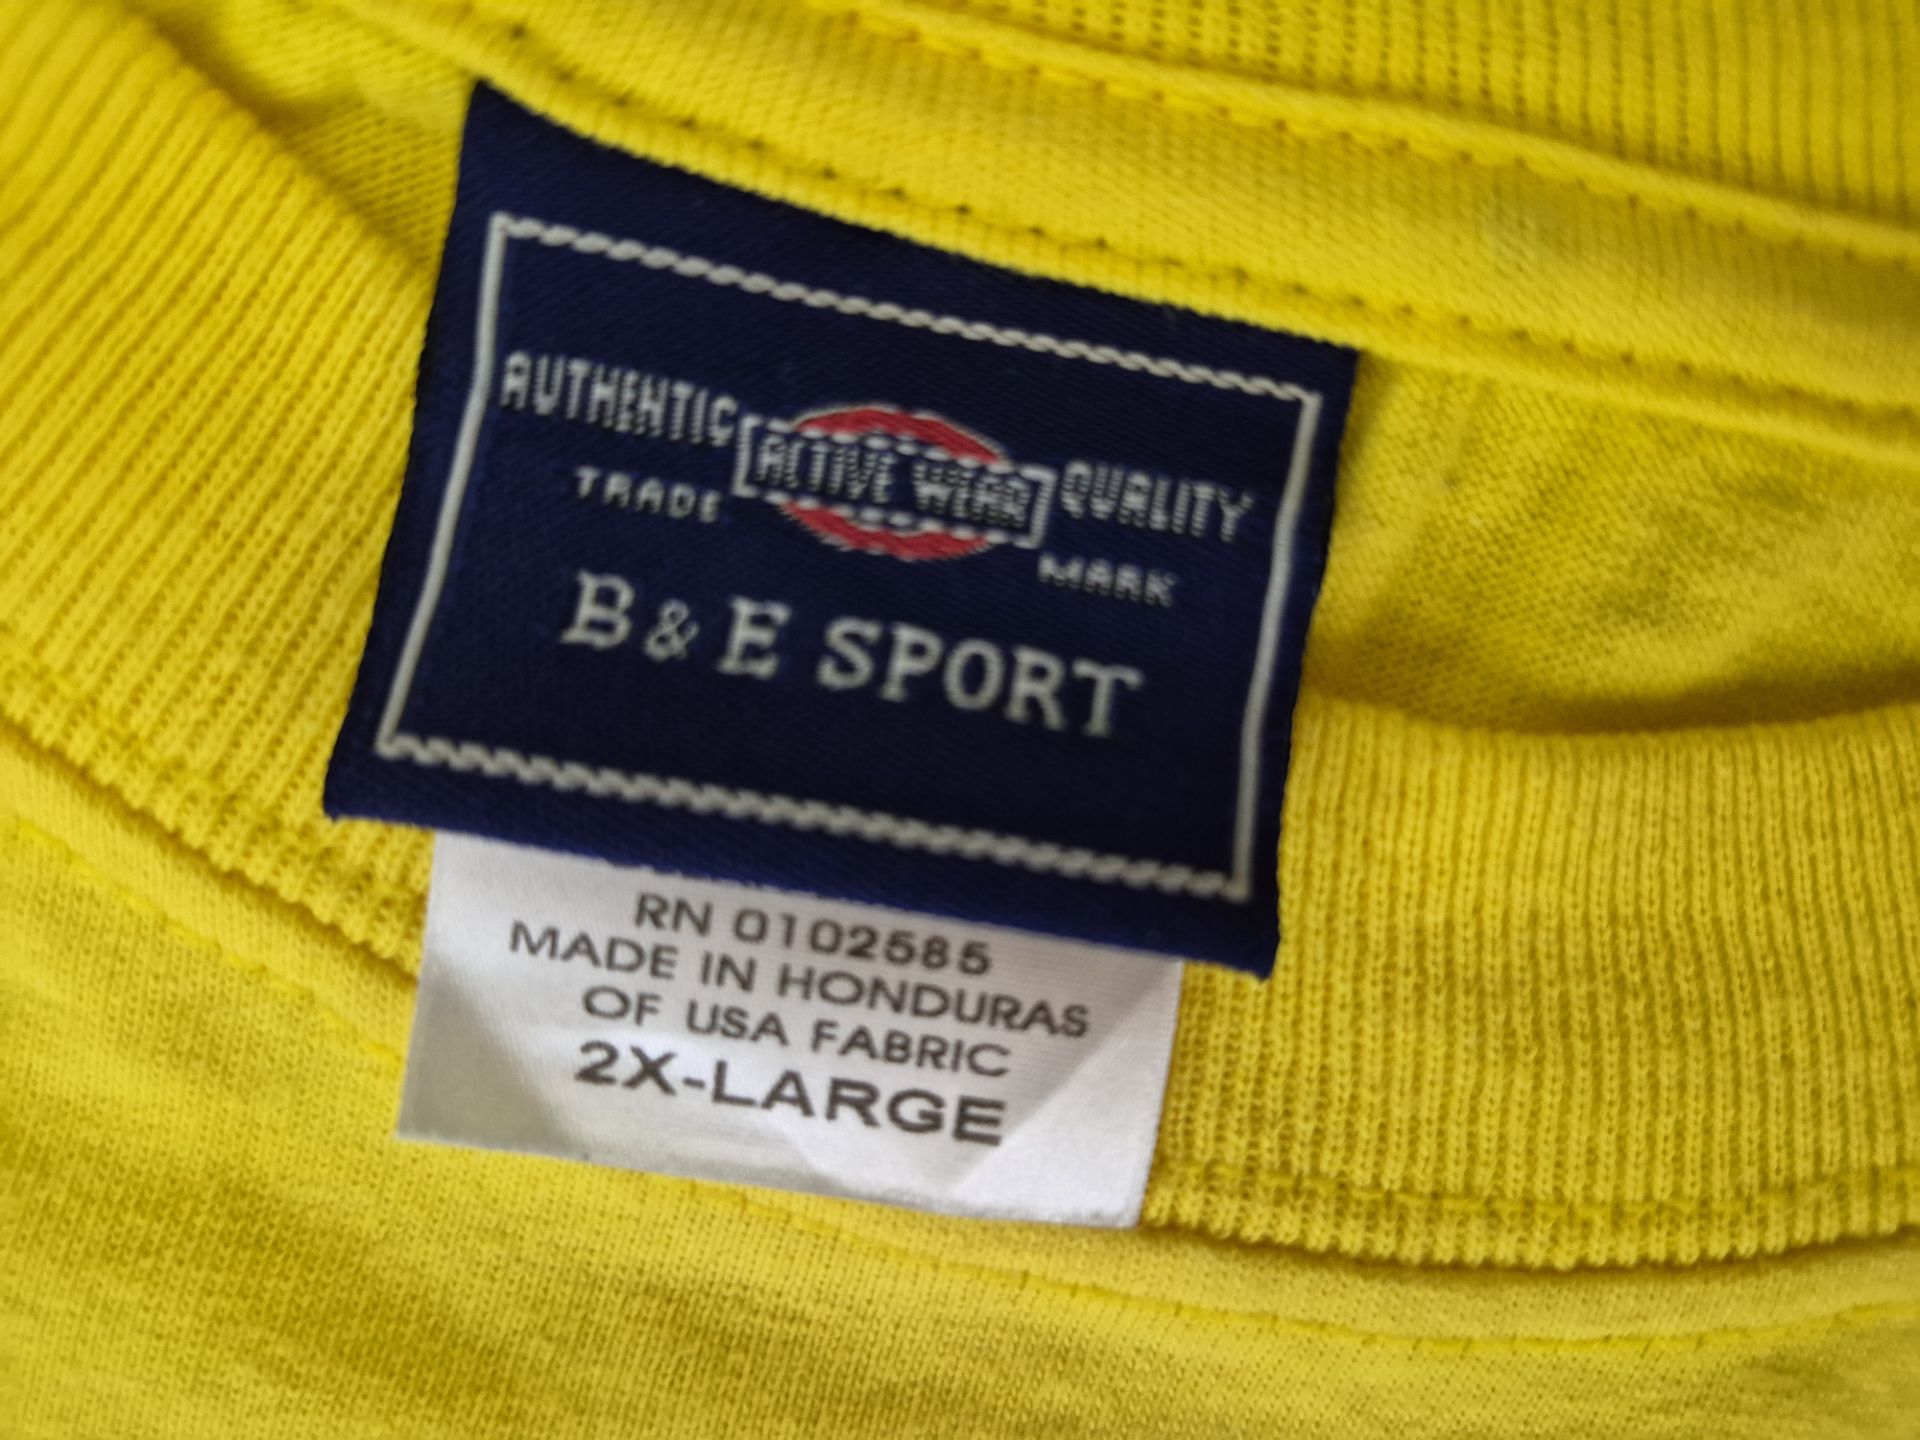 AUTHENTIC ACTIVE WEAR QUALITY
TRADE MARK
B & E SPORT
RN 0102585
MADE IN HONDURAS
OF USA FABRIC
2X-LARGE